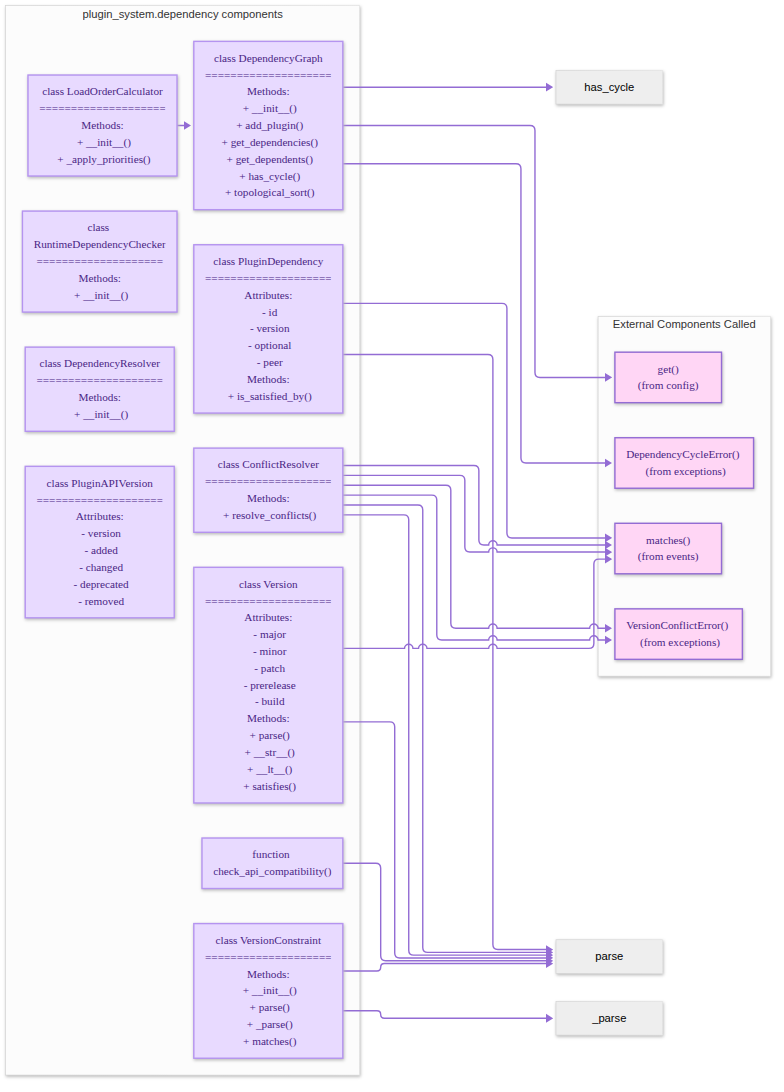 plugin_system.dependency components
class LoadOrderCalculator
====================
Methods:
+ __init__()
+ _apply_priorities()
class
RuntimeDependencyChecker
====================
Methods:
+ __init__()
class DependencyResolver
====================
Methods:
+ __init__()
class PluginAPIVersion
====================
Attributes:
- version
- added
- changed
- deprecated
- removed
class DependencyGraph
====================
Methods:
+ __init__()
+ add_plugin()
+ get_dependencies()
+ get_dependents()
+ has_cycle()
+ topological_sort()
class PluginDependency
====================
Attributes:
- id
- version
- optional
- peer
Methods:
+ is_satisfied_by()
class ConflictResolver
====================
Methods:
+ resolve_conflicts()
class Version
====================
Attributes:
- major
- minor
- patch
- prerelease
- build
Methods:
+ parse()
+ __str__()
+ __lt__()
+ satisfies()
function
check_api_compatibility()
class VersionConstraint
====================
Methods:
+ __init__()
+ parse()
+ _parse()
+ matches()
has_cycle
External Components Called
get()
(from config)
DependencyCycleError()
(from exceptions)
matches()
(from events)
VersionConflictError()
(from exceptions)
parse
_parse